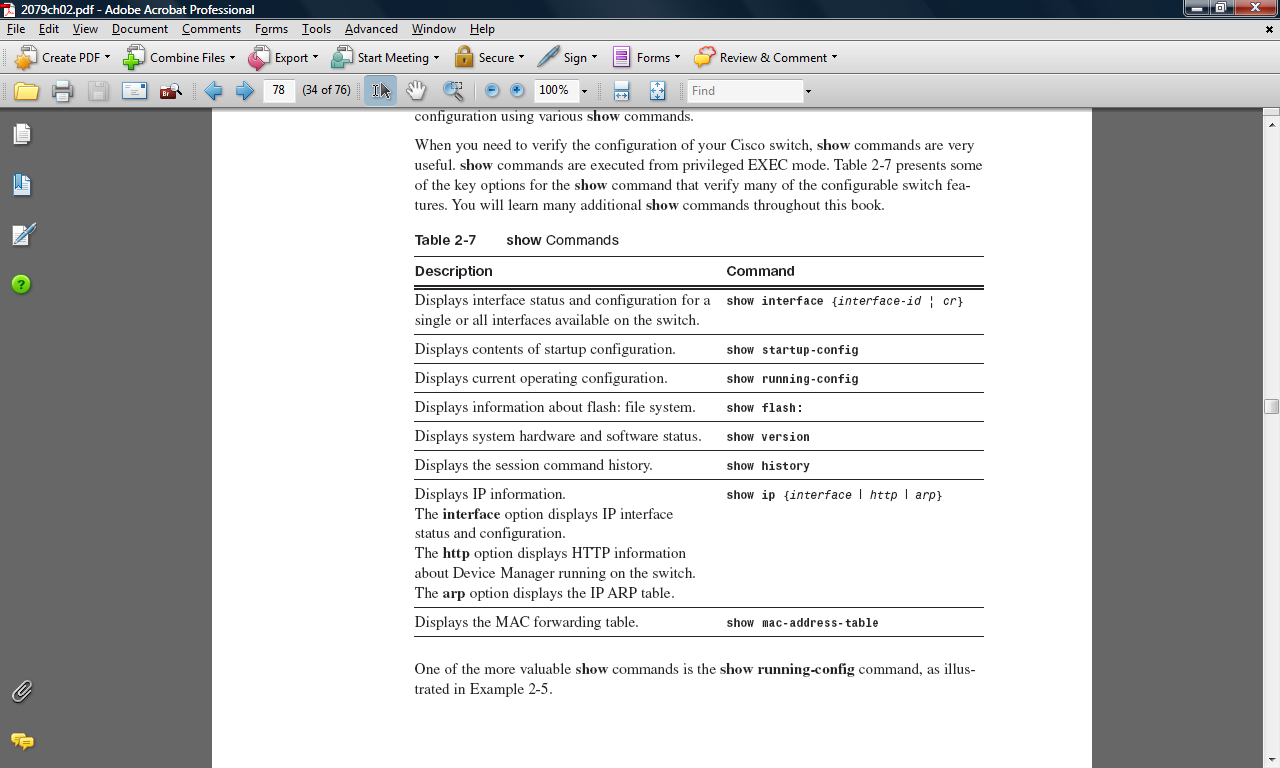 2079ch02.pdf - Adobe Acrobat Professional
File Edit View Document Comments Forms Tools Advanced Window Help
Create PDF Combine Files Export Start Meeting Secure Sign Forms Review & Comment
78 (34 of 76) 100% Find
configuration using various show commands.
When you need to verify the configuration of your Cisco switch, show commands are very
useful. show commands are executed from privileged EXEC mode. Table 2-7 presents some
of the key options for the show command that verify many of the configurable switch fea-
tures. You will learn many additional show commands throughout this book.
Table 2-7 show Commands
Description Command
Displays interface status and configuration for a show interface {interface-id ¦ cr}
single or all interfaces available on the switch.
Displays contents of startup configuration. show startup-config
Displays current operating configuration. show running-config
Displays information about flash: file system. show flash:
Displays system hardware and software status. show version
Displays the session command history. show history
Displays IP information. show ip {interface | http | arp}
The interface option displays IP interface
status and configuration.
The http option displays HTTP information
about Device Manager running on the switch.
The arp option displays the IP ARP table.
Displays the MAC forwarding table. show mac-address-table
One of the more valuable show commands is the show running-config command, as illus-
trated in Example 2-5.